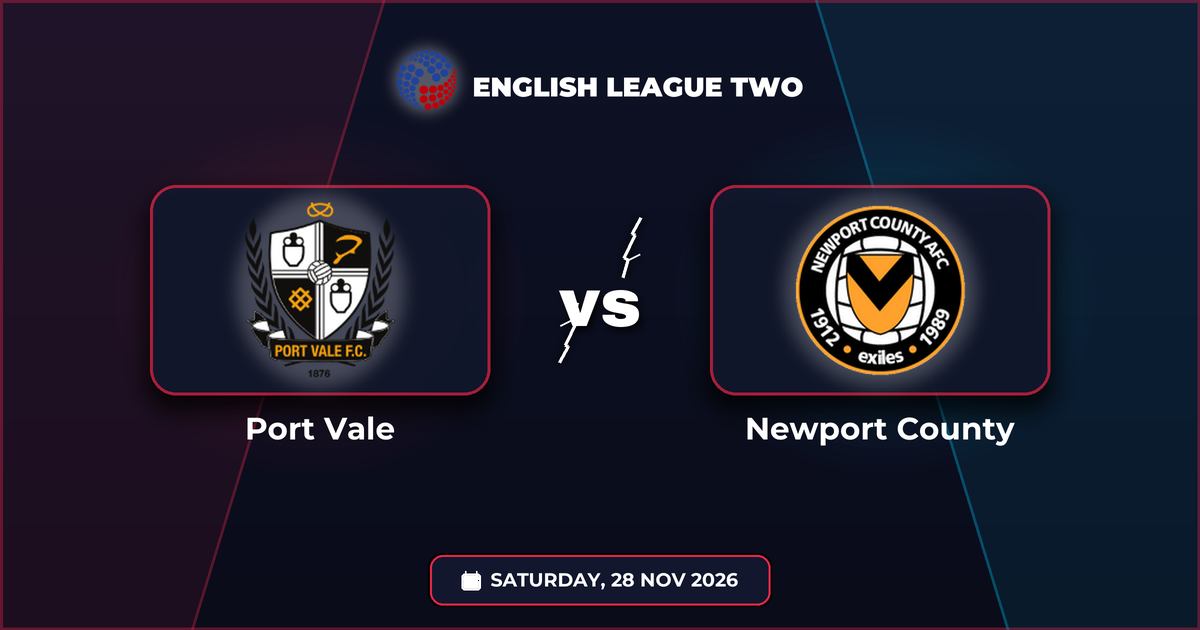 ENGLISH LEAGUE TWO
vs
PORT VALE F.C.
1876
NEWPORT COUNTY AFC
1912 • exiles • 1989
Port Vale
Newport County
SATURDAY, 28 NOV 2026